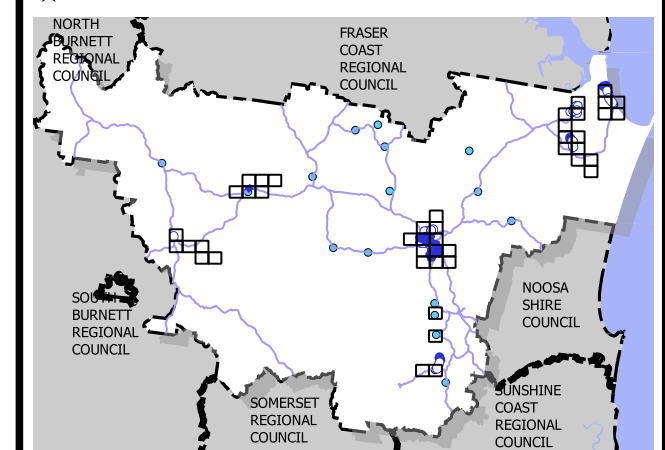 NORTH
BURNETT
REGIONAL
COUNCIL
FRASER
COAST
REGIONAL
COUNCIL
SOUTH
BURNETT
REGIONAL
COUNCIL
NOOSA
SHIRE
COUNCIL
SOMERSET
REGIONAL
COUNCIL
SUNSHINE
COAST
REGIONAL
COUNCIL